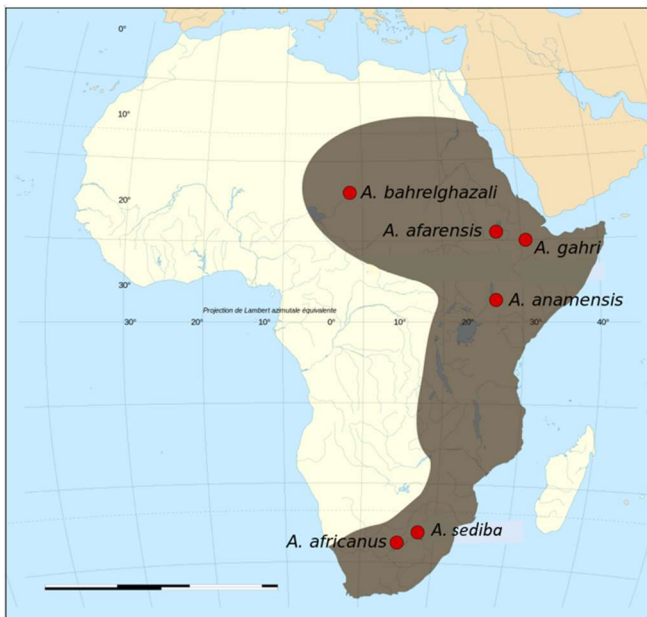 0°
10°
20°
30°
A. bahrelghazali
A. afarensis
A. gahri
A. anamensis
Projection de Lambert azimutale équivalente
30° 20° 10° 0° 10° 20° 30° 40°
A. sediba
A. africanus